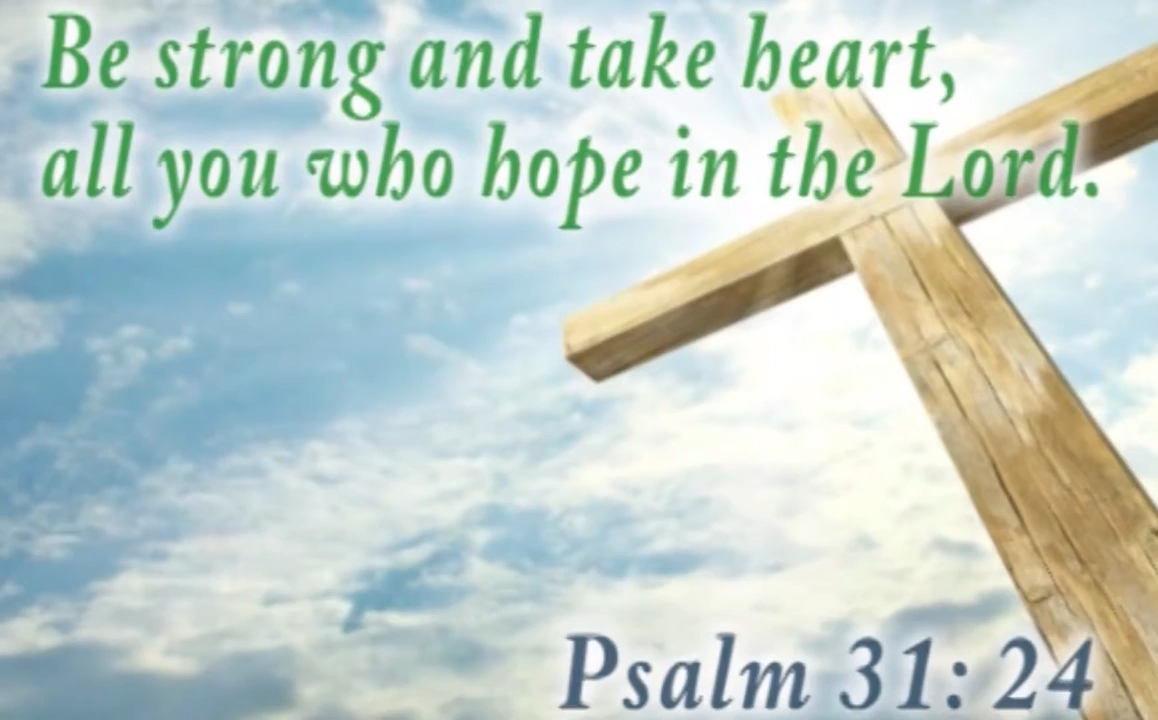 Be strong and take heart,
all you who hope in the Lord.
Psalm 31: 24